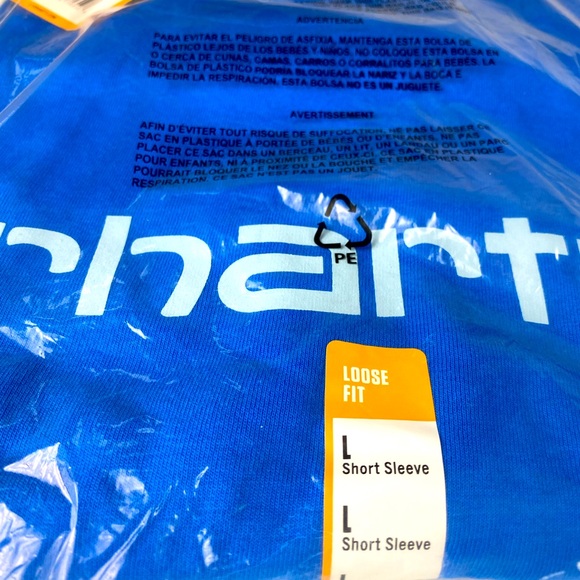 ADVERTENCIA
PARA EVITAR EL PELIGRO DE ASFIXIA, MANTENGA ESTA BOLSA DE
PLÁSTICO LEJOS DE LOS BEBÉS Y NIÑOS. NO COLOQUE ESTA BOLSA EN
O CERCA DE CUNAS, CAMAS, CARROS O CORRALITOS PARA BEBÉS. LA
BOLSA DE PLÁSTICO PODRÍA BLOQUEAR LA NARIZ Y LA BOCA E
IMPEDIR LA RESPIRACIÓN. ESTA BOLSA NO ES UN JUGUETE.
AVERTISSEMENT
AFIN D'ÉVITER TOUT RISQUE DE SUFFOCATION, NE PAS LAISSER CE
SAC EN PLASTIQUE À PORTÉE DE BÉBÉS OU D'ENFANTS. NE PAS
PLACER CE SAC DANS UN BERCEAU, UN LIT, UN LANDAU OU UN PARC
POUR ENFANTS, NI À PROXIMITÉ DE CEUX-CI. CE SAC EN PLASTIQUE
POURRAIT BLOQUER LE NEZ OU LA BOUCHE ET EMPÊCHER LA
RESPIRATION. CE SAC N'EST PAS UN JOUET.
rhart
PE
LOOSE
FIT
L
Short Sleeve
L
Short Sleeve